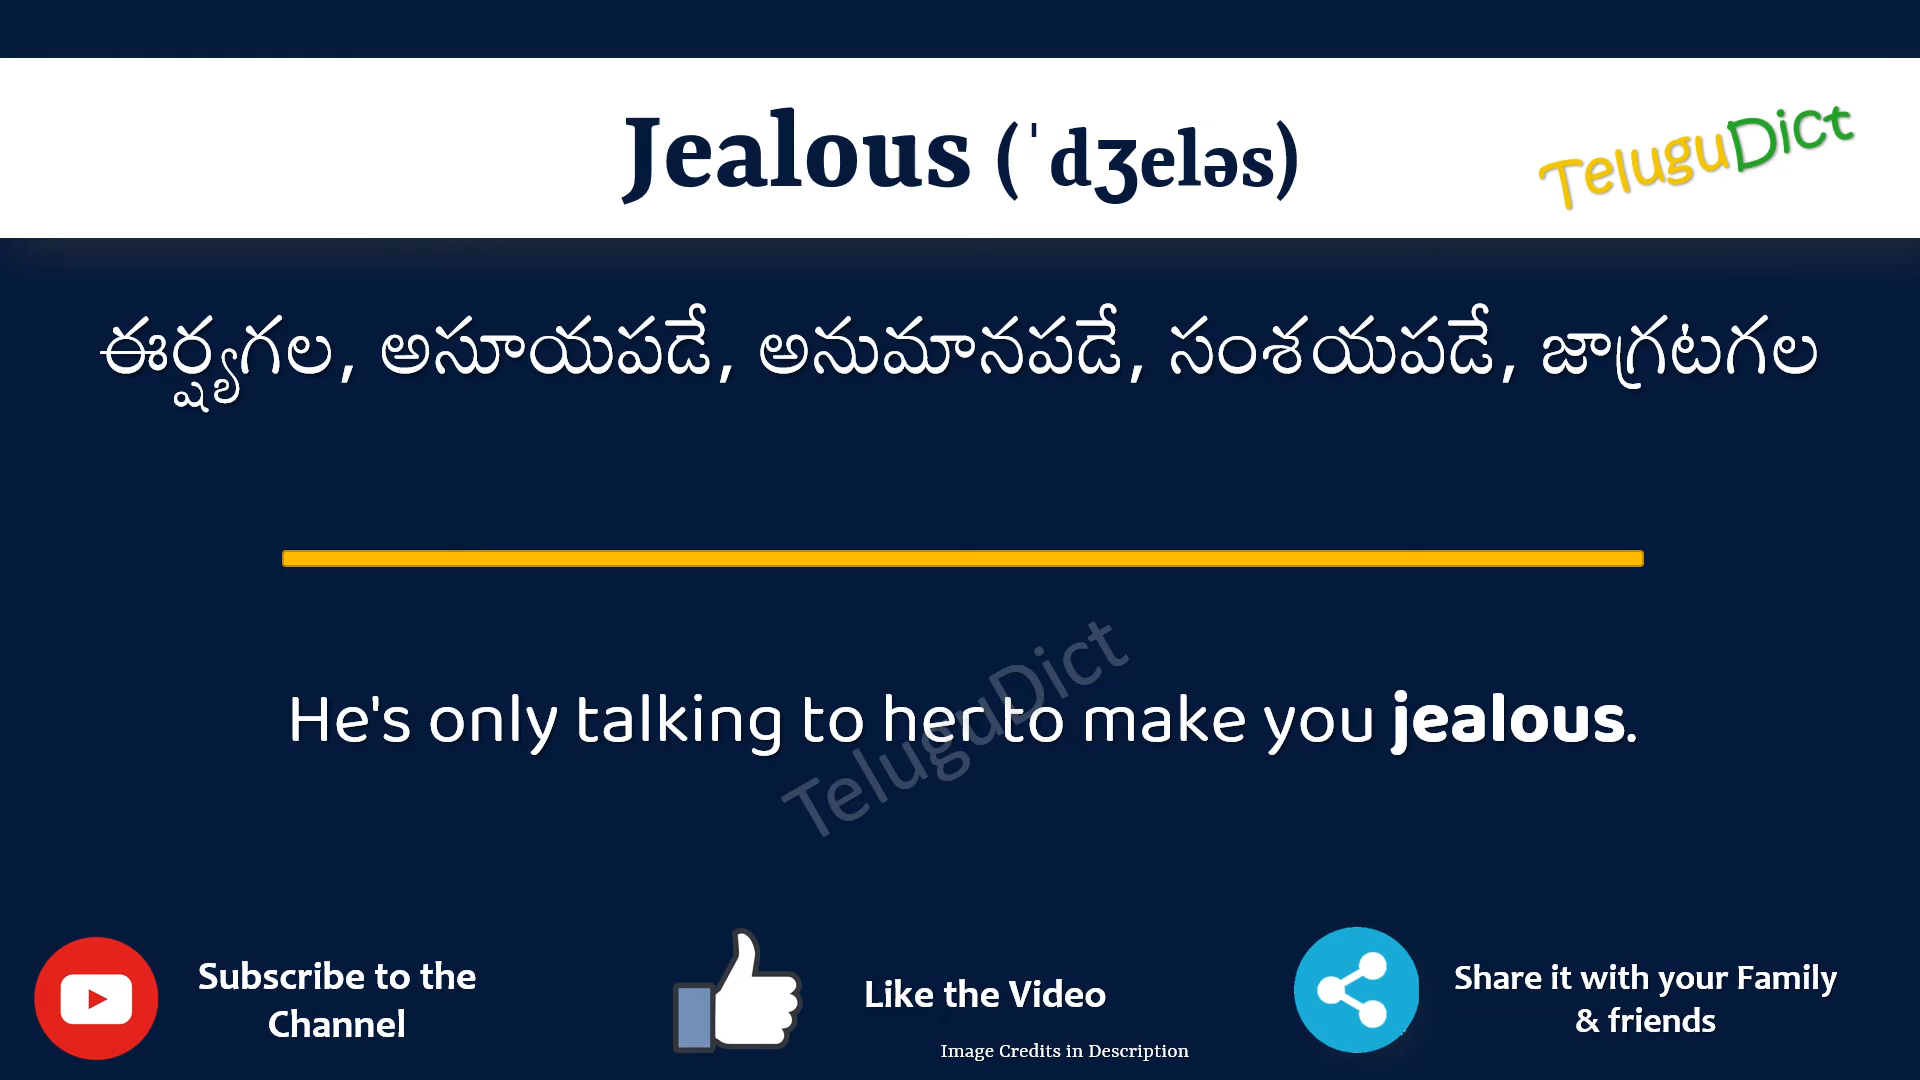 Jealous (ˈdʒeləs)
TeluguDict
ఈర్ష్యగల, అసూయపడే, అనుమానపడే, సంశయపడే, జాగ్రటగల
He's only talking to her to make you jealous.
TeluguDict
Subscribe to the
Channel
Like the Video
Share it with your Family
& friends
Image Credits in Description